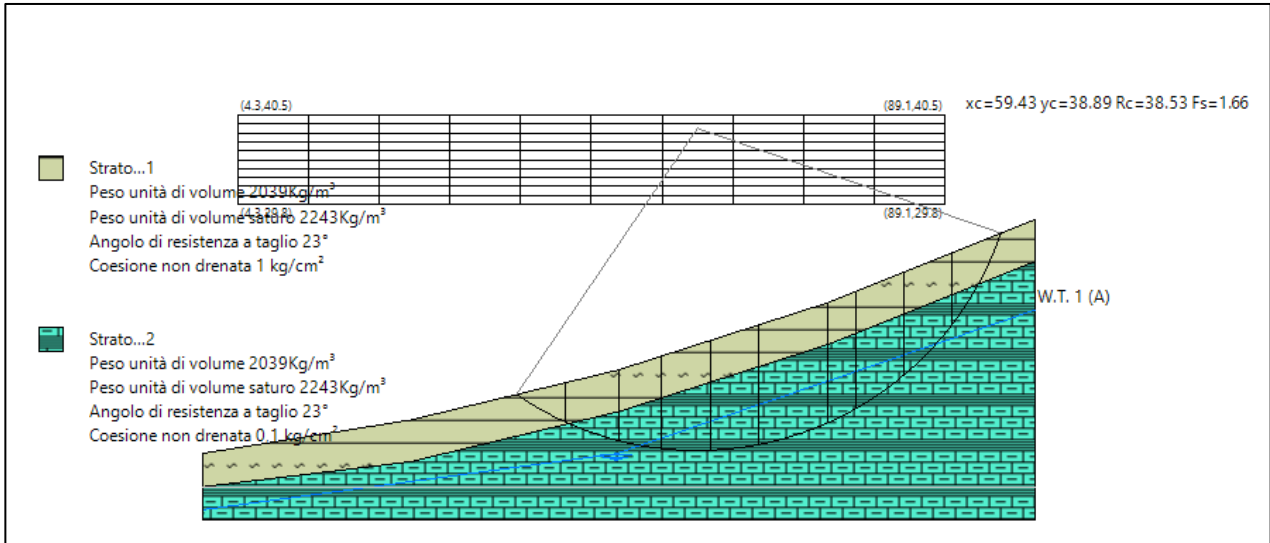 (4.3,40.5)
(89.1,40.5)
xc=59.43 yc=38.89 Rc=38.53 Fs=1.66
Strato...1
Peso unità di volume 2039Kg/m³
Peso unità di volume saturo 2243Kg/m³
(4.3,29.8)
(89.1,29.8)
Angolo di resistenza a taglio 23°
Coesione non drenata 1 kg/cm²
W.T. 1 (A)
Strato...2
Peso unità di volume 2039Kg/m³
Peso unità di volume saturo 2243Kg/m³
Angolo di resistenza a taglio 23°
Coesione non drenata 0.1 kg/cm²